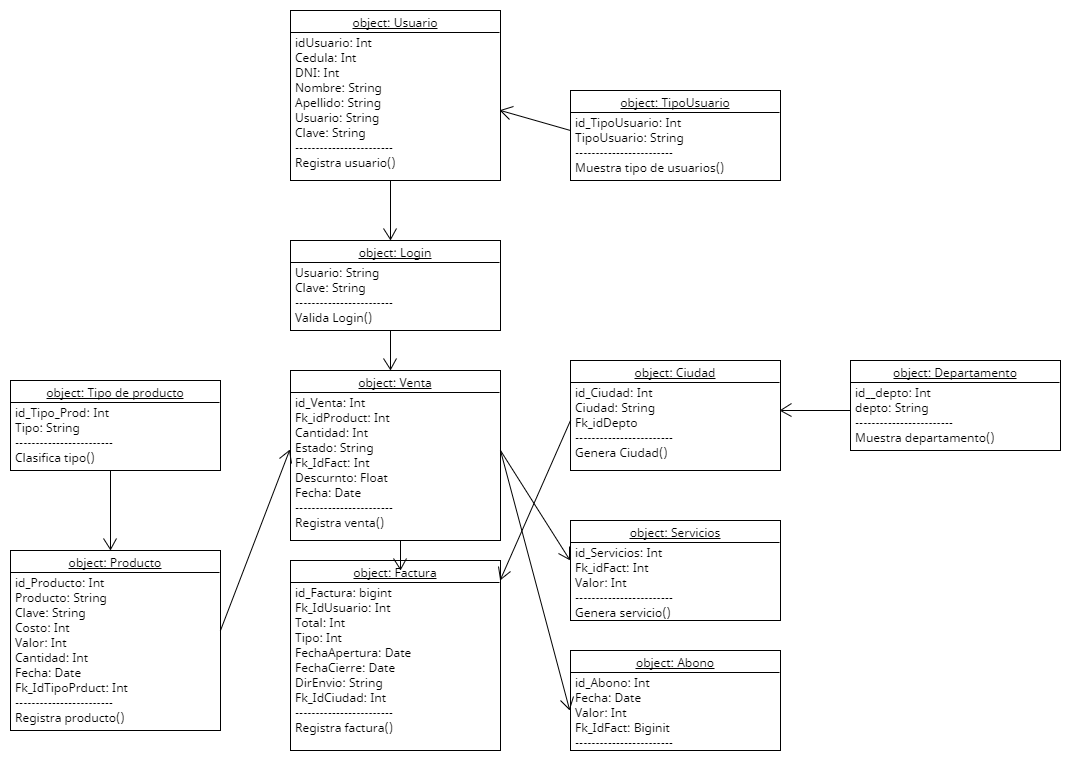 object: Usuario
idUsuario: Int
Cedula: Int
DNI: Int
Nombre: String
Apellido: String
Usuario: String
Clave: String
------------------------
Registra usuario()
object: TipoUsuario
id_TipoUsuario: Int
TipoUsuario: String
------------------------
Muestra tipo de usuarios()
object: Login
Usuario: String
Clave: String
------------------------
Valida Login()
object: Tipo de producto
id_Tipo_Prod: Int
Tipo: String
------------------------
Clasifica tipo()
object: Venta
id_Venta: Int
Fk_idProduct: Int
Cantidad: Int
Estado: String
Fk_IdFact: Int
Descurnto: Float
Fecha: Date
------------------------
Registra venta()
object: Ciudad
id_Ciudad: Int
Ciudad: String
Fk_idDepto
------------------------
Genera Ciudad()
object: Departamento
id__depto: Int
depto: String
------------------------
Muestra departamento()
object: Producto
id_Producto: Int
Producto: String
Clave: String
Costo: Int
Valor: Int
Cantidad: Int
Fecha: Date
Fk_IdTipoPrduct: Int
------------------------
Registra producto()
object: Factura
id_Factura: bigint
Fk_IdUsuario: Int
Total: Int
Tipo: Int
FechaApertura: Date
FechaCierre: Date
DirEnvio: String
Fk_IdCiudad: Int
------------------------
Registra factura()
object: Servicios
id_Servicios: Int
Fk_idFact: Int
Valor: Int
------------------------
Genera servicio()
object: Abono
id_Abono: Int
Fecha: Date
Valor: Int
Fk_IdFact: Biginit
------------------------